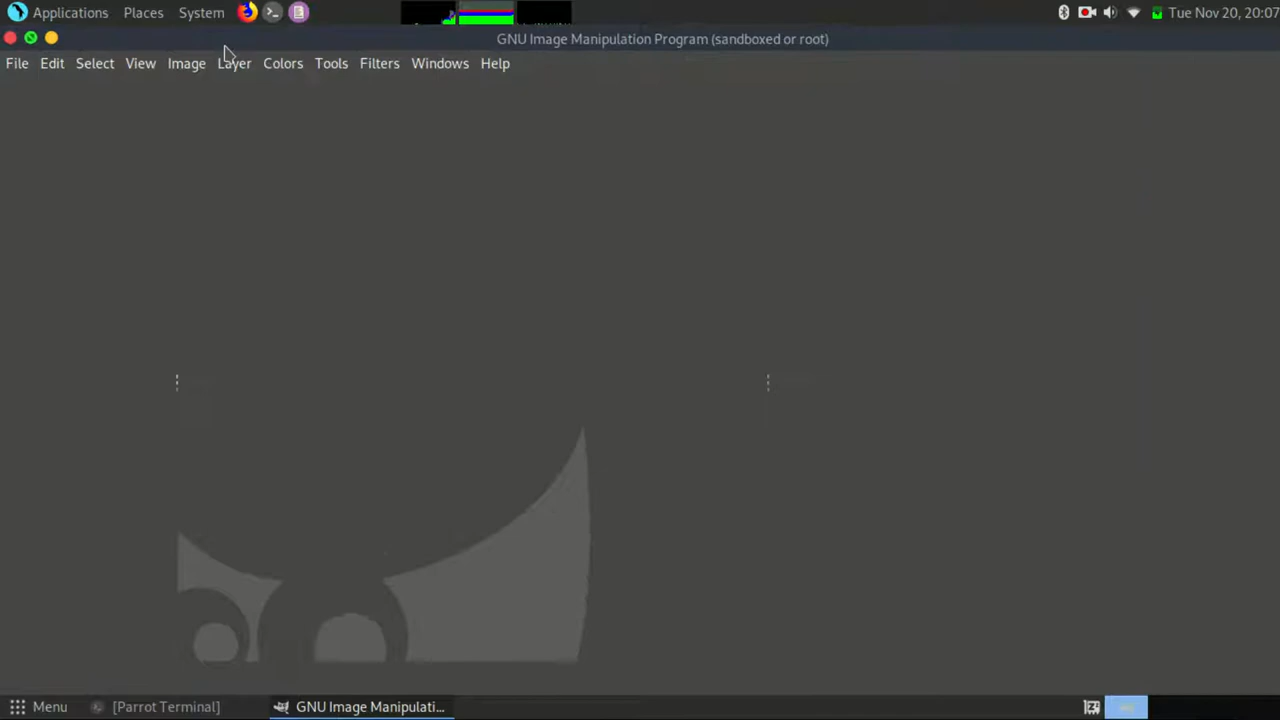 Applications Places System Tue Nov 20, 20:07
GNU Image Manipulation Program (sandboxed or root)
File Edit Select View Image Layer Colors Tools Filters Windows Help
Menu [Parrot Terminal] GNU Image Manipulati...